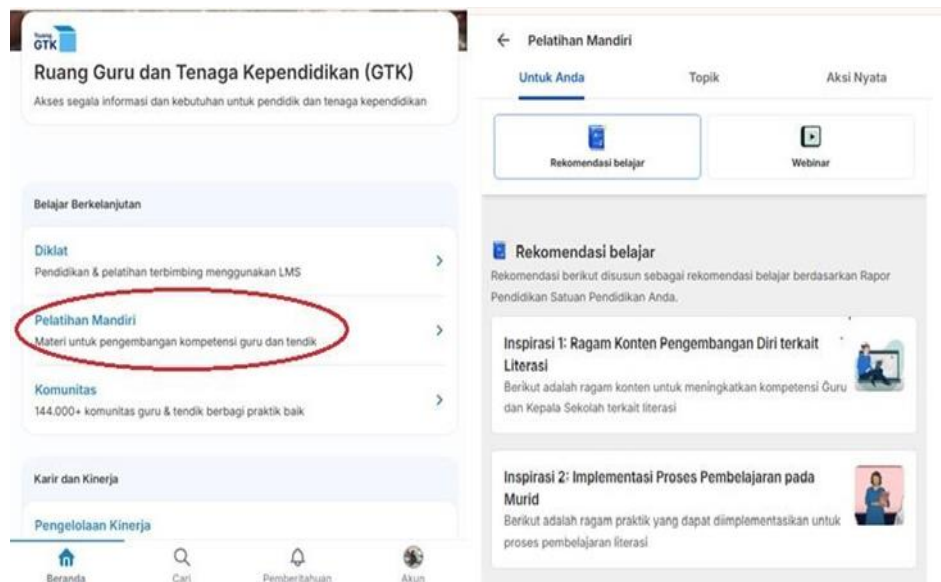 Ruang
GTK
Ruang Guru dan Tenaga Kependidikan (GTK)
Akses segala informasi dan kebutuhan untuk pendidik dan tenaga kependidikan
Belajar Berkelanjutan
Diklat
Pendidikan & pelatihan terbimbing menggunakan LMS
Pelatihan Mandiri
Materi untuk pengembangan kompetensi guru dan tendik
Komunitas
144.000+ komunitas guru & tendik berbagi praktik baik
Karir dan Kinerja
Pengelolaan Kinerja
Beranda
Cari
Pemberitahuan
Akun
Pelatihan Mandiri
Untuk Anda
Topik
Aksi Nyata
Rekomendasi belajar
Webinar
Rekomendasi belajar
Rekomendasi berikut disusun sebagai rekomendasi belajar berdasarkan Rapor
Pendidikan Satuan Pendidikan Anda.
Inspirasi 1: Ragam Konten Pengembangan Diri terkait
Literasi
Berikut adalah ragam konten untuk meningkatkan kompetensi Guru
dan Kepala Sekolah terkait literasi
Inspirasi 2: Implementasi Proses Pembelajaran pada
Murid
Berikut adalah ragam praktik yang dapat diimplementasikan untuk
proses pembelajaran literasi